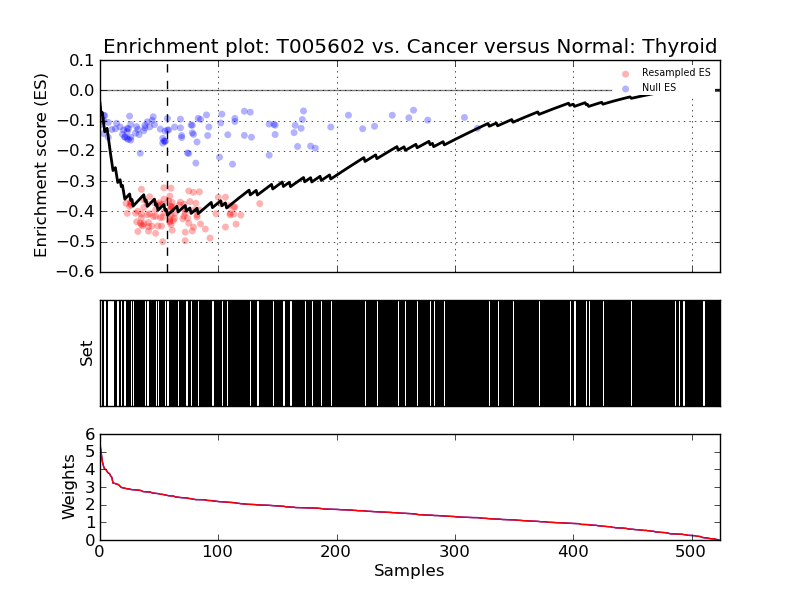 Enrichment plot: T005602 vs. Cancer versus Normal: Thyroid
Enrichment score (ES)
0.1
0.0
−0.1
−0.2
−0.3
−0.4
−0.5
−0.6
Resampled ES
Null ES
Set
Weights
6
5
4
3
2
1
0
0 100 200 300 400 500
Samples